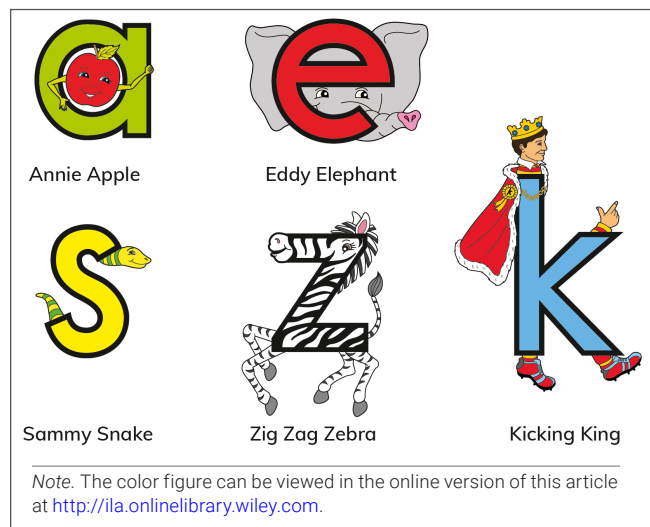 a
e
Annie Apple
Eddy Elephant
k
s
z
Sammy Snake
Zig Zag Zebra
Kicking King
Note. The color figure can be viewed in the online version of this article
at http://ila.onlinelibrary.wiley.com.